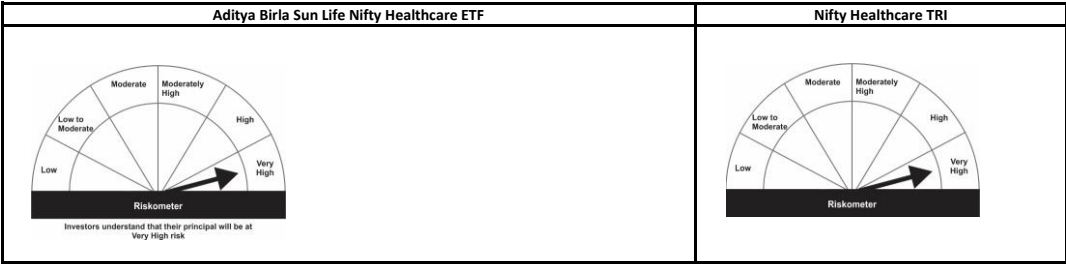 Aditya Birla Sun Life Nifty Healthcare ETF
Nifty Healthcare TRI
Moderate
Moderately
High
Low to
Moderate
High
Low
Very
High
Riskometer
Investors understand that their principal will be at
Very High risk
Moderate
Moderately
High
Low to
Moderate
High
Low
Very
High
Riskometer